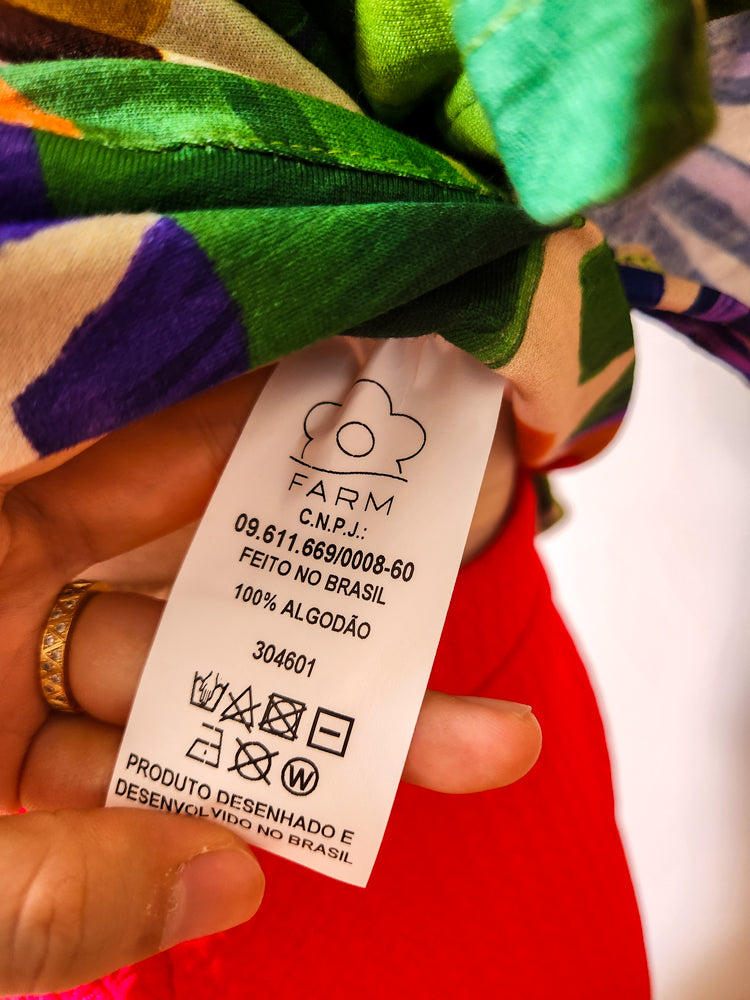 FARM
C.N.P.J.:
09.611.669/0008-60
FEITO NO BRASIL
100% ALGODÃO
304601
W
PRODUTO DESENHADO E
DESENVOLVIDO NO BRASIL